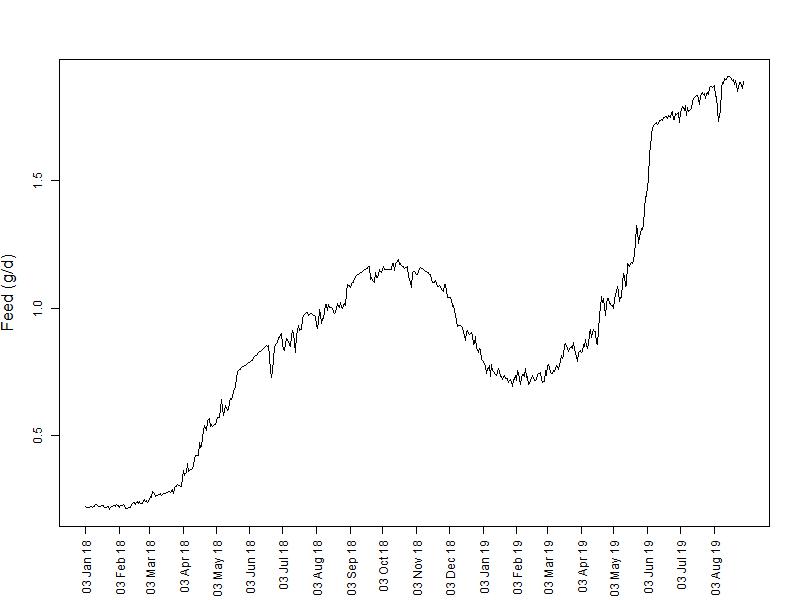 Feed (g/d)
1.5
1.0
0.5
03 Jan 18
03 Feb 18
03 Mar 18
03 Apr 18
03 May 18
03 Jun 18
03 Jul 18
03 Aug 18
03 Sep 18
03 Oct 18
03 Nov 18
03 Dec 18
03 Jan 19
03 Feb 19
03 Mar 19
03 Apr 19
03 May 19
03 Jun 19
03 Jul 19
03 Aug 19